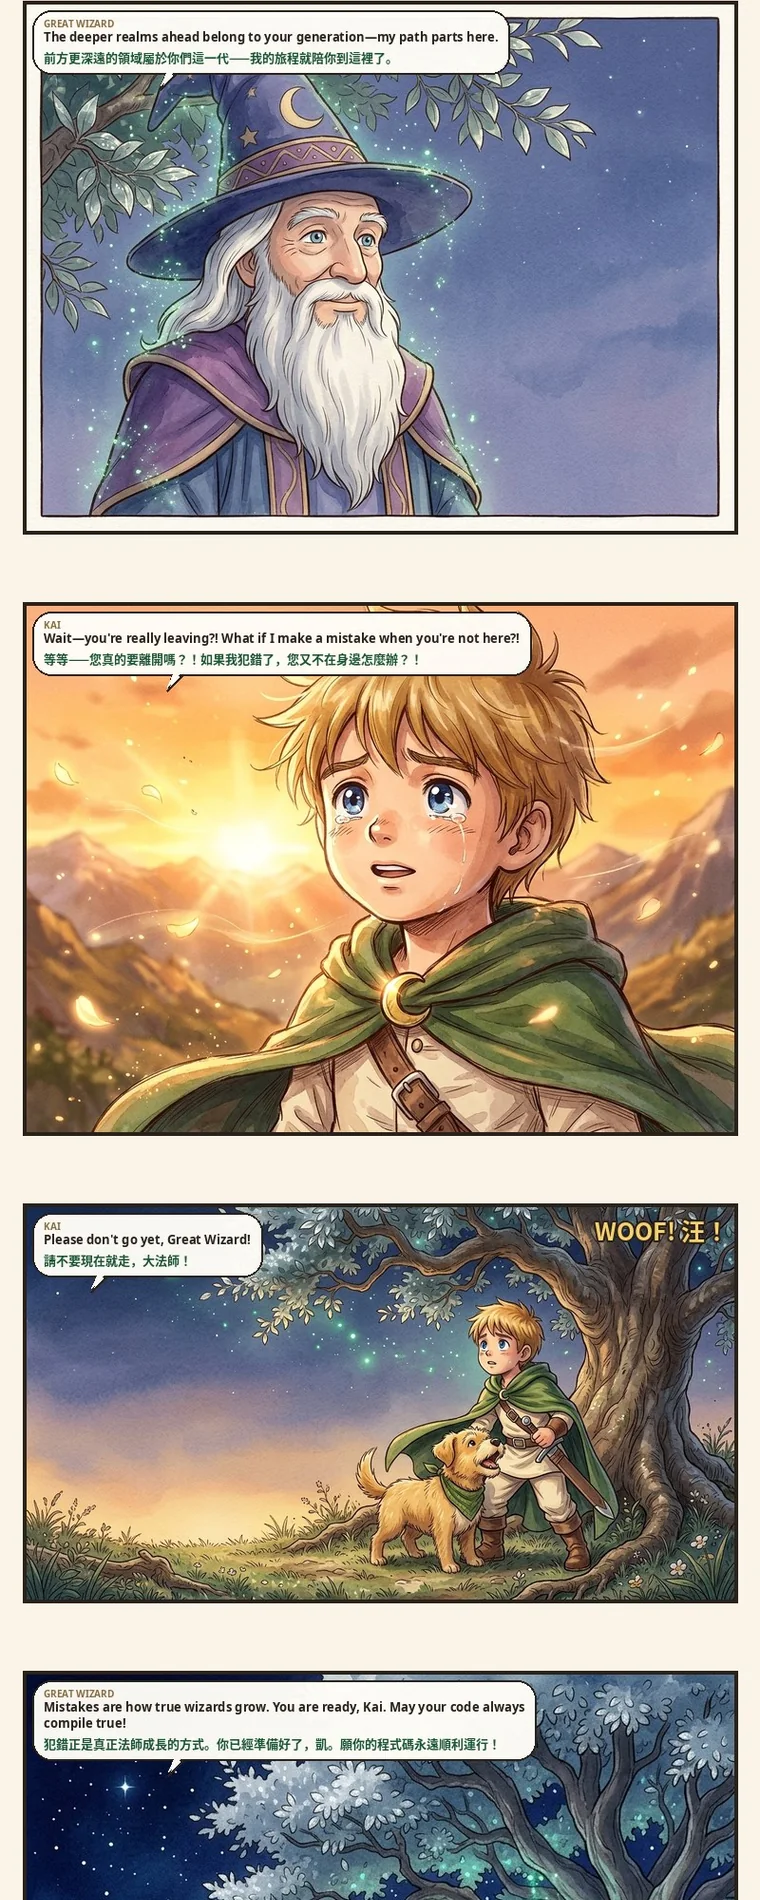 GREAT WIZARD
The deeper realms ahead belong to your generation—my path parts here.
前方更深遠的領域屬於你們這一代——我的旅程就陪你到這裡了。
KAI
Wait—you're really leaving?! What if I make a mistake when you're not here?!
等等——您真的要離開嗎？！如果我犯錯了，您又不在身邊怎麼辦？！
KAI
Please don't go yet, Great Wizard!
請不要現在就走，大法師！
WOOF! 汪！
GREAT WIZARD
Mistakes are how true wizards grow. You are ready, Kai. May your code always
compile true!
犯錯正是真正法師成長的方式。你已經準備好了，凱。願你的程式碼永遠順利運行！